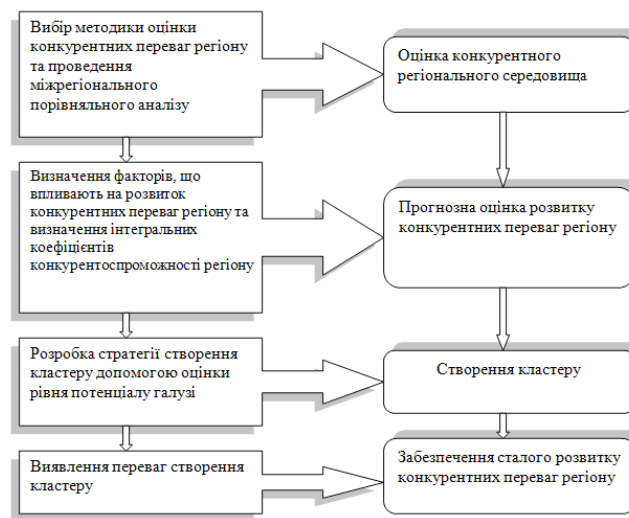 Вибір методики оцінки
конкурентних переваг регіону
та проведення
міжрегіонального
порівняльного аналізу
Оцінка конкурентного
регіонального середовища
Визначення факторів, що
впливають на розвиток
конкурентних переваг регіону та
визначення інтегральних
коефіцієнтів
конкурентоспроможності регіону
Прогнозна оцінка розвитку
конкурентних переваг регіону
Розробка стратегії створення
кластеру допомогою оцінки
рівня потенціалу галузі
Створення кластеру
Виявлення переваг створення
кластеру
Забезпечення сталого розвитку
конкурентних переваг регіону